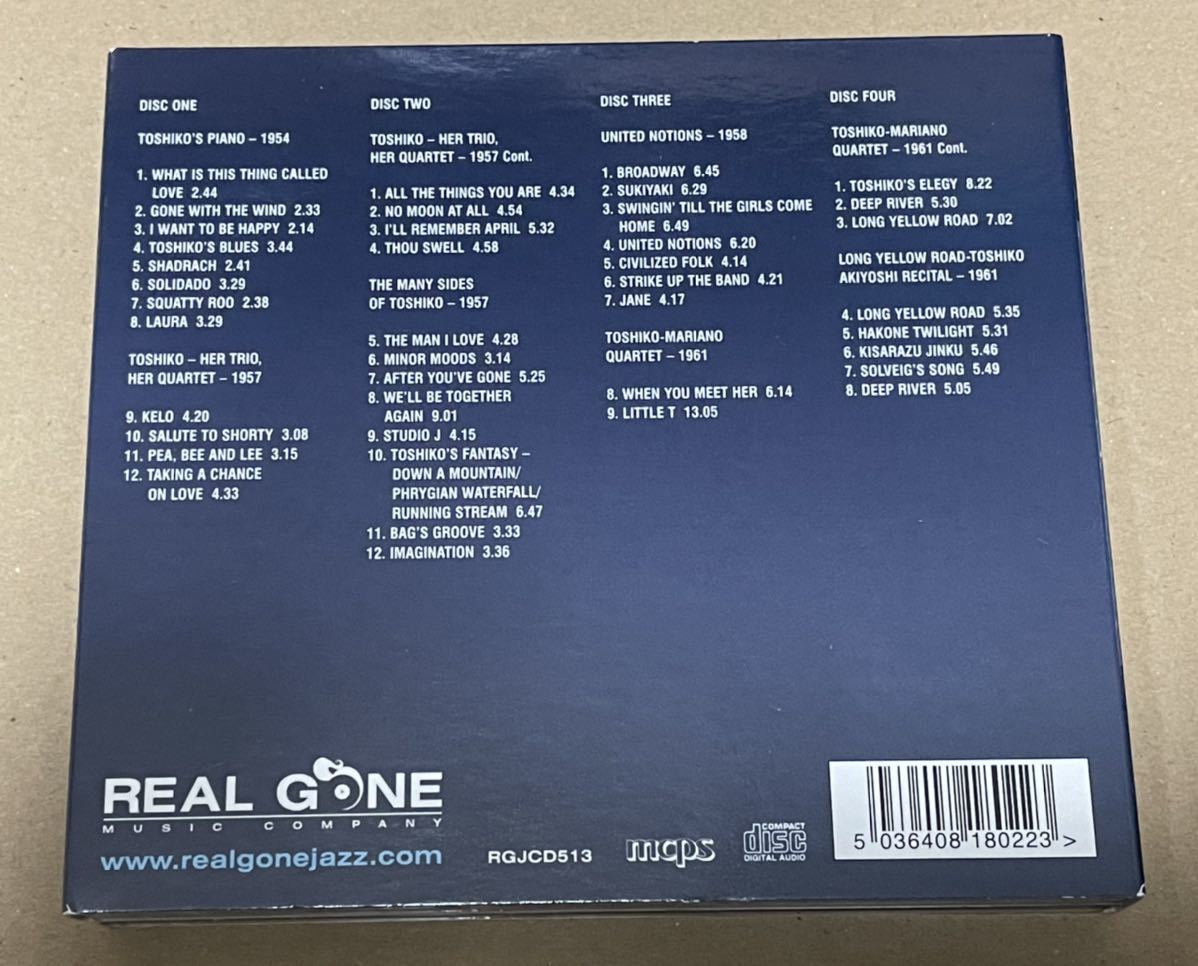 DISC ONE
TOSHIKO'S PIANO – 1954
1. WHAT IS THIS THING CALLED
LOVE 2.44
2. GONE WITH THE WIND 2.33
3. I WANT TO BE HAPPY 2.14
4. TOSHIKO'S BLUES 3.44
5. SHADRACH 2.41
6. SOLIDADO 3.29
7. SQUATTY ROO 2.38
8. LAURA 3.29
TOSHIKO – HER TRIO,
HER QUARTET – 1957
9. KELO 4.20
10. SALUTE TO SHORTY 3.08
11. PEA, BEE AND LEE 3.15
12. TAKING A CHANCE
ON LOVE 4.33
DISC TWO
TOSHIKO – HER TRIO,
HER QUARTET – 1957 Cont.
1. ALL THE THINGS YOU ARE 4.34
2. NO MOON AT ALL 4.54
3. I'LL REMEMBER APRIL 5.32
4. THOU SWELL 4.58
THE MANY SIDES
OF TOSHIKO – 1957
5. THE MAN I LOVE 4.28
6. MINOR MOODS 3.14
7. AFTER YOU'VE GONE 5.25
8. WE'LL BE TOGETHER
AGAIN 9.01
9. STUDIO J 4.15
10. TOSHIKO'S FANTASY –
DOWN A MOUNTAIN/
PHRYGIAN WATERFALL/
RUNNING STREAM 6.47
11. BAG'S GROOVE 3.33
12. IMAGINATION 3.36
DISC THREE
UNITED NOTIONS – 1958
1. BROADWAY 6.45
2. SUKIYAKI 6.29
3. SWINGIN' TILL THE GIRLS COME
HOME 6.49
4. UNITED NOTIONS 6.20
5. CIVILIZED FOLK 4.14
6. STRIKE UP THE BAND 4.21
7. JANE 4.17
TOSHIKO-MARIANO
QUARTET – 1961
8. WHEN YOU MEET HER 6.14
9. LITTLE T 13.05
DISC FOUR
TOSHIKO-MARIANO
QUARTET – 1961 Cont.
1. TOSHIKO'S ELEGY 8.22
2. DEEP RIVER 5.30
3. LONG YELLOW ROAD 7.02
LONG YELLOW ROAD-TOSHIKO
AKIYOSHI RECITAL – 1961
4. LONG YELLOW ROAD 5.35
5. HAKONE TWILIGHT 5.31
6. KISARAZU JINKU 5.46
7. SOLVEIG'S SONG 5.49
8. DEEP RIVER 5.05
REAL GONE
MUSIC COMPANY
www.realgonejazz.com
RGJCD513
mcps
COMPACT
disc
DIGITAL AUDIO
5 036408 180223 >